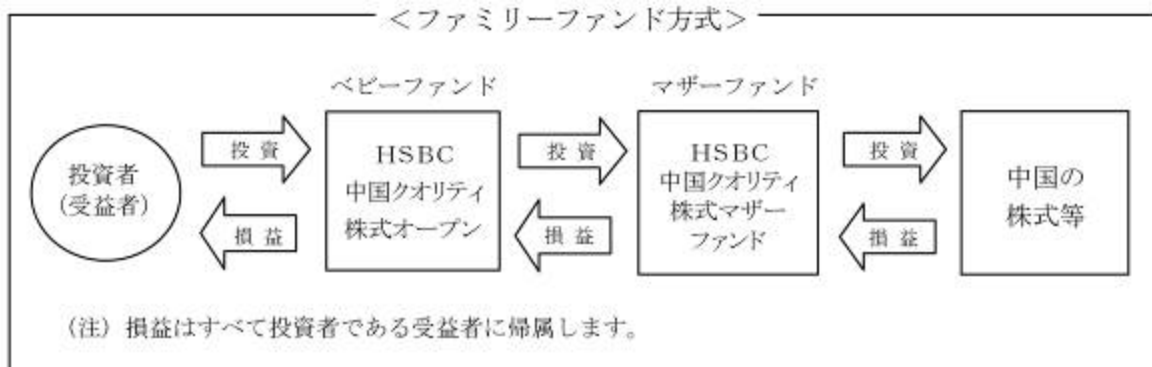 ＜ファミリーファンド方式＞
ベビーファンド
マザーファンド
投資者
（受益者）
投 資
損 益
HSBC
中国クオリティ
株式オープン
投 資
損 益
HSBC
中国クオリティ
株式マザー
ファンド
投 資
損 益
中国の
株式等
（注）損益はすべて投資者である受益者に帰属します。